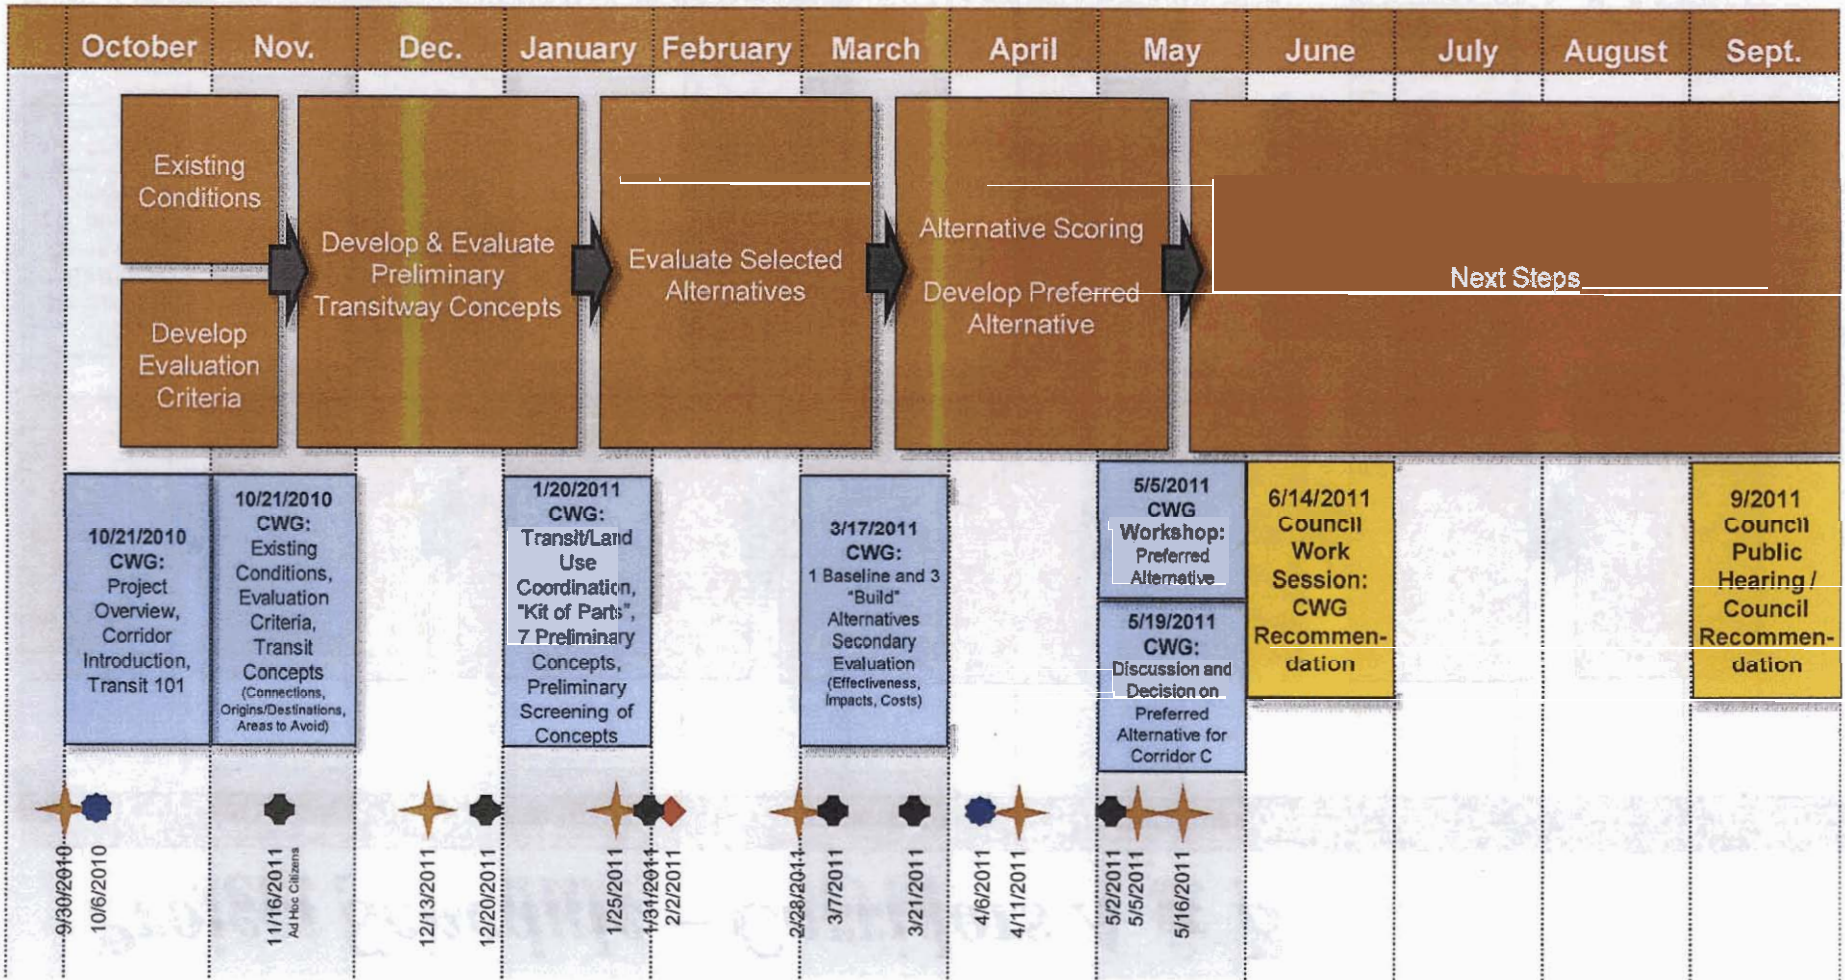 October Nov. Dec. January February March April May June July August Sept.
Existing
Conditions
Develop
Evaluation
Criteria
Develop & Evaluate
Preliminary
Transitway Concepts
Evaluate Selected
Alternatives
Alternative Scoring
Develop Preferred
Alternative
Next Steps
10/21/2010
CWG:
Project
Overview,
Corridor
Introduction,
Transit 101
10/21/2010
CWG:
Existing
Conditions,
Evaluation
Criteria,
Transit
Concepts
(Connections,
Origins/Destinations,
Areas to Avoid)
1/20/2011
CWG:
Transit/Land
Use
Coordination,
"Kit of Parts",
7 Preliminary
Concepts,
Preliminary
Screening of
Concepts
3/17/2011
CWG:
1 Baseline and 3
"Build"
Alternatives
Secondary
Evaluation
(Effectiveness,
Impacts, Costs)
5/5/2011
CWG
Workshop:
Preferred
Alternative
5/19/2011
CWG:
Discussion and
Decision on
Preferred
Alternative for
Corridor C
6/14/2011
Council
Work
Session:
CWG
Recommen-
dation
9/2011
Council
Public
Hearing /
Council
Recommen-
dation
9/30/2010
10/6/2010
11/16/2011
Ad Hoc Citizens
12/13/2011
12/20/2011
1/25/2011
1/31/2011
2/2/2011
2/28/2011
3/7/2011
3/21/2011
4/6/2011
4/11/2011
5/2/2011
5/5/2011
5/16/2011